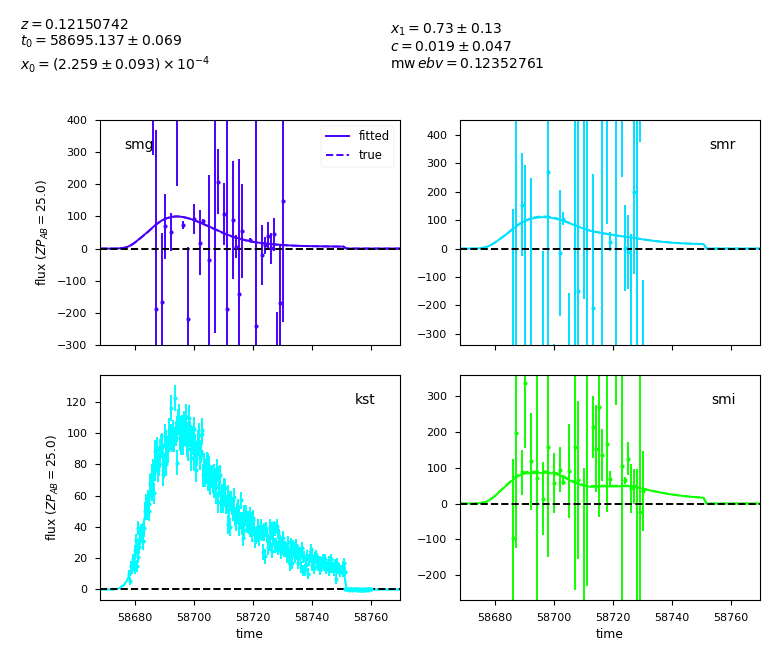 z = 0.12150742
t₀ = 58695.137 ± 0.069
x₀ = (2.259 ± 0.093) × 10⁻⁴
x₁ = 0.73 ± 0.13
c = 0.019 ± 0.047
mw ebv = 0.12352761
smg
fitted
true
400
300
200
100
0
−100
−200
−300
flux (ZP_AB = 25.0)
smr
400
300
200
100
0
−100
−200
−300
kst
120
100
80
60
40
20
0
flux (ZP_AB = 25.0)
58680 58700 58720 58740 58760
time
smi
300
200
100
0
−100
−200
58680 58700 58720 58740 58760
time